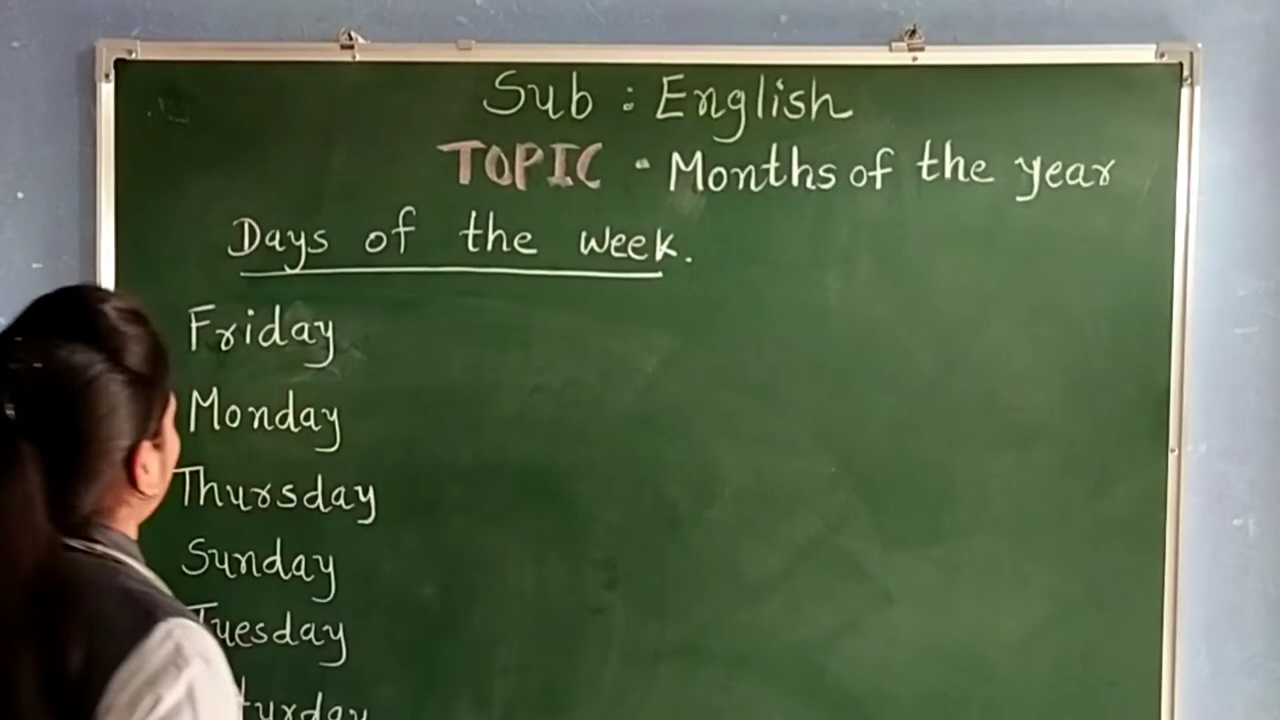 Sub : English
TOPIC - Months of the year
Days of the week.
Friday
Monday
Thursday
Sunday
Tuesday